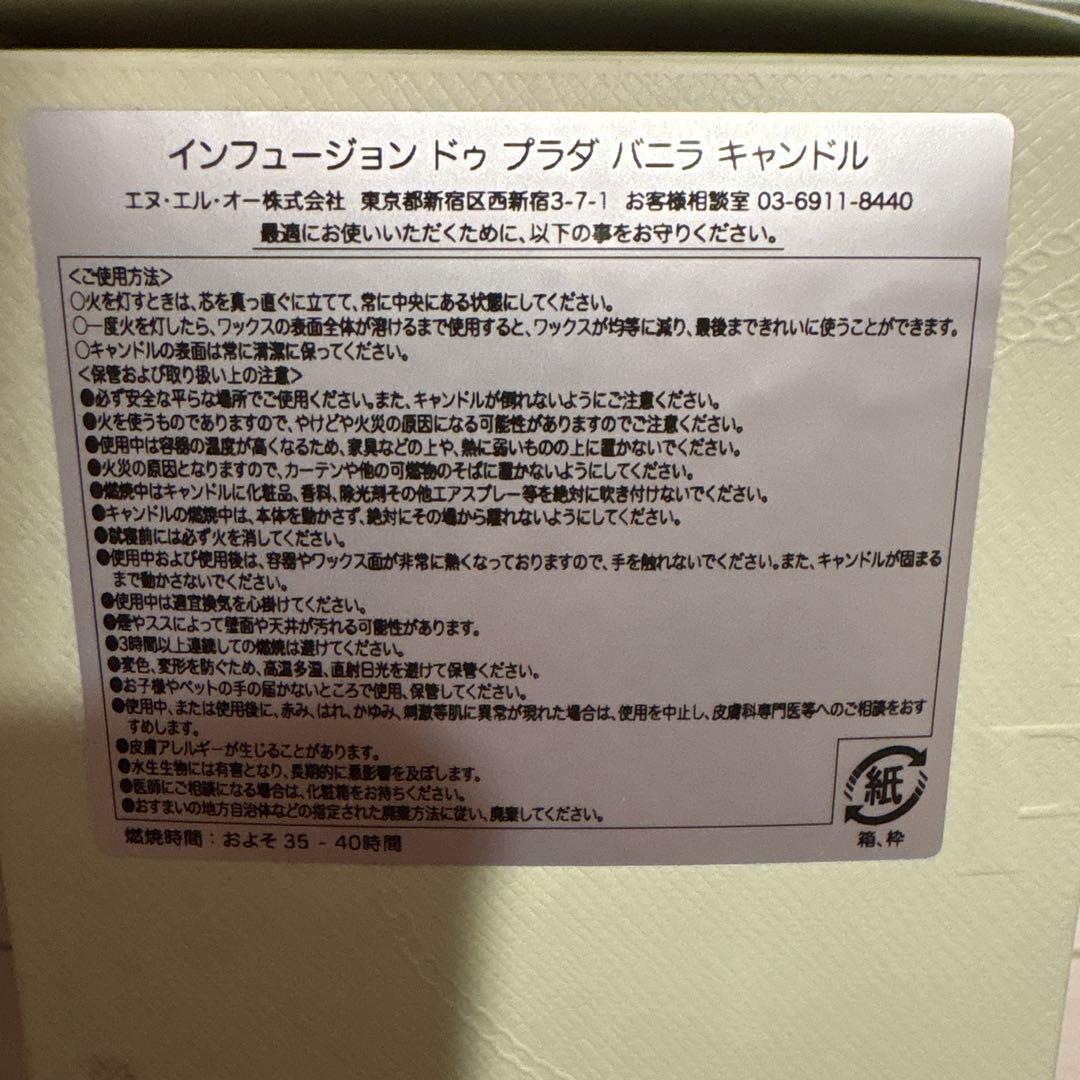 インフュージョン ドゥ プラダ バニラ キャンドル
エヌ・エル・オー株式会社 東京都新宿区西新宿3-7-1 お客様相談室 03-6911-8440
最適にお使いいただくために、以下の事をお守りください。
<ご使用方法>
○火を灯すときは、芯を真っ直ぐに立てて、常に中央にある状態にしてください。
○一度火を灯したら、ワックスの表面全体が溶けるまで使用すると、ワックスが均等に減り、最後まできれいに使うことができます。
○キャンドルの表面は常に清潔に保ってください。
<保管および取り扱い上の注意>
●必ず安全な平らな場所でご使用ください。また、キャンドルが倒れないようにご注意ください。
●火を使うものでありますので、やけどや火災の原因になる可能性がありますのでご注意ください。
●使用中は容器の温度が高くなるため、家具などの上や、熱に弱いものの上に置かないでください。
●火災の原因となりますので、カーテンや他の可燃物のそばに置かないようにしてください。
●燃焼中はキャンドルに化粧品、香料、除光剤その他エアスプレー等を絶対に吹き付けないでください。
●キャンドルの燃焼中は、本体を動かさず、絶対にその場から離れないようにしてください。
●就寝前には必ず火を消してください。
●使用中および使用後は、容器やワックス面が非常に熱くなっておりますので、手を触れないでください。また、キャンドルが固まる
まで動かさないでください。
●使用中は適宜換気を心掛けてください。
●煙やススによって壁面や天井が汚れる可能性があります。
●3時間以上連続しての燃焼は避けてください。
●変色、変形を防ぐため、高温多湿、直射日光を避けて保管ください。
●お子様やペットの手の届かないところで使用、保管してください。
●使用中、または使用後に、赤み、はれ、かゆみ、刺激等肌に異常が現れた場合は、使用を中止し、皮膚科専門医等へのご相談をおす
すめします。
●皮膚アレルギーが生じることがあります。
●水生生物には有害となり、長期的に悪影響を及ぼします。
●医師にご相談になる場合は、化粧箱をお持ちください。
●おすまいの地方自治体などの指定された廃棄方法に従い、廃棄してください。
紙
燃焼時間：およそ 35 - 40時間
箱、枠